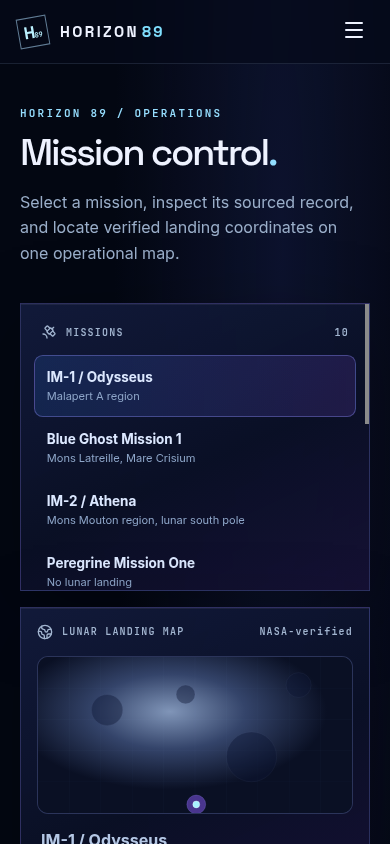 H89 HORIZON 89
HORIZON 89 / OPERATIONS
Mission control.
Select a mission, inspect its sourced record,
and locate verified landing coordinates on
one operational map.
MISSIONS 10
IM-1 / Odysseus
Malapert A region
Blue Ghost Mission 1
Mons Latreille, Mare Crisium
IM-2 / Athena
Mons Mouton region, lunar south pole
Peregrine Mission One
No lunar landing
LUNAR LANDING MAP NASA-verified
IM-1 / Odysseus